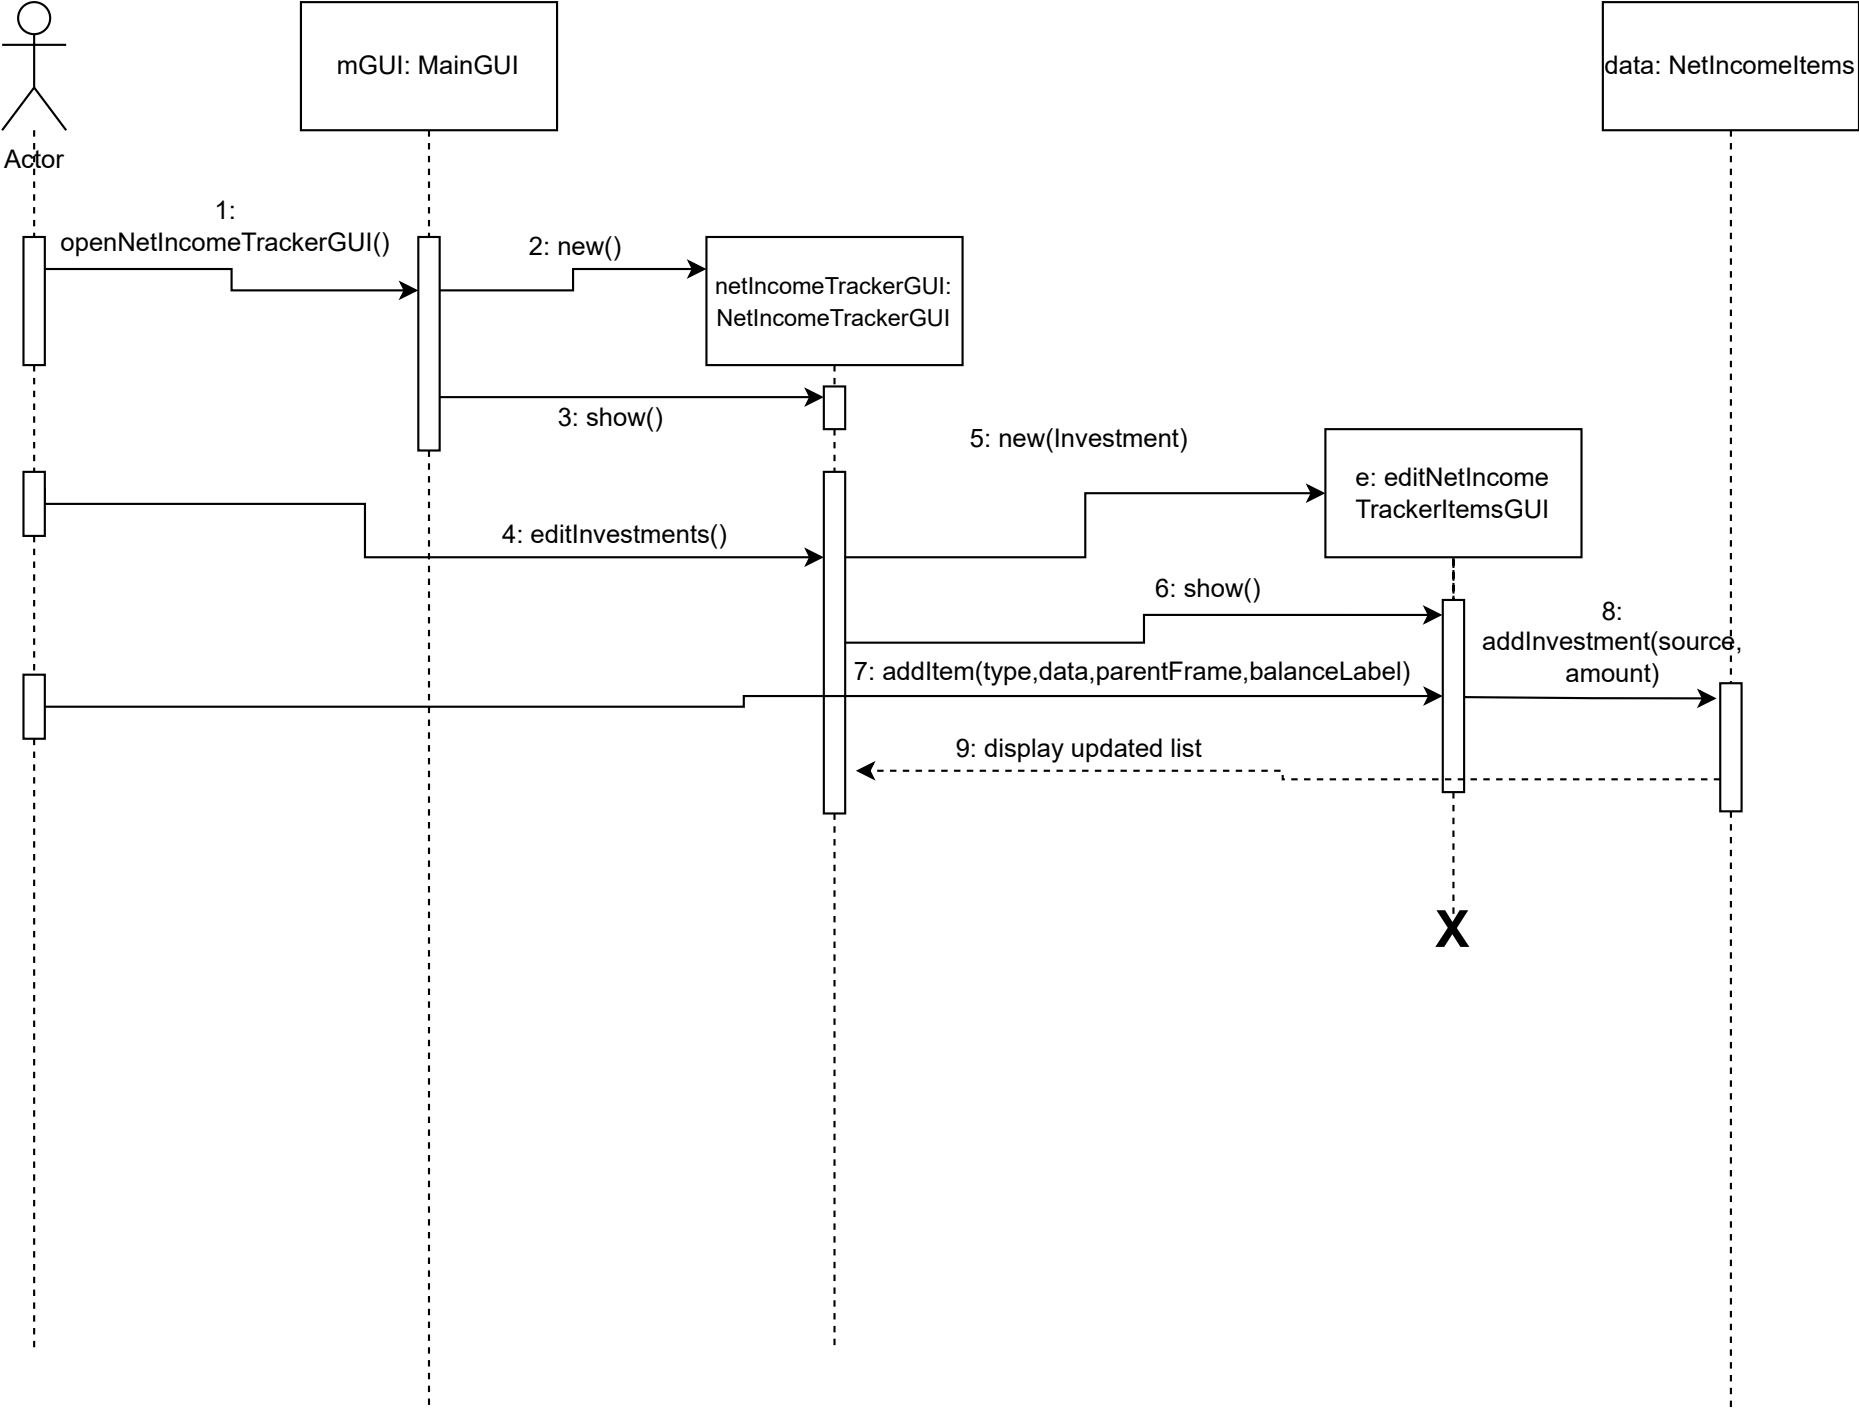 mGUI: MainGUI
data: NetIncomeItems
Actor
1:
openNetIncomeTrackerGUI()
2: new()
netIncomeTrackerGUI:
NetIncomeTrackerGUI
3: show()
5: new(Investment)
e: editNetIncome
TrackerItemsGUI
4: editInvestments()
6: show()
8:
addInvestment(source,
amount)
7: addItem(type,data,parentFrame,balanceLabel)
9: display updated list
X